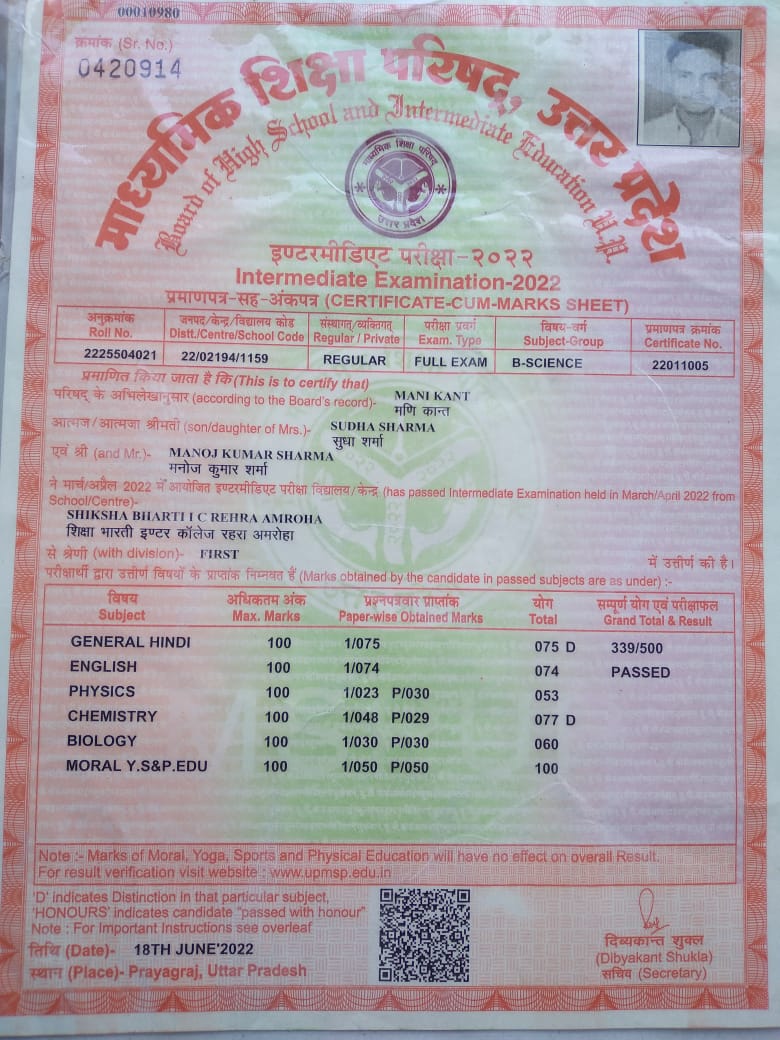 00010980
क्रमांक (Sr. No.)
0420914
माध्यमिक शिक्षा परिषद्, उत्तर प्रदेश
Board of High School and Intermediate Education U.P.
माध्यमिक शिक्षा परिषद्
उत्तर प्रदेश
इण्टरमीडिएट परीक्षा-२०२२
Intermediate Examination-2022
प्रमाणपत्र-सह-अंकपत्र (CERTIFICATE-CUM-MARKS SHEET)
अनुक्रमांक जनपद/केन्द्र/विद्यालय कोड संस्थागत/व्यक्तिगत परीक्षा प्रवर्ग विषय-वर्ग प्रमाणपत्र क्रमांक
Roll No. Distt./Centre/School Code Regular / Private Exam. Type Subject-Group Certificate No.
2225504021 22/02194/1159 REGULAR FULL EXAM B-SCIENCE 22011005
प्रमाणित किया जाता है कि (This is to certify that)
परिषद् के अभिलेखानुसार (according to the Board's record)- MANI KANT
मणि कान्त
आत्मज/आत्मजा श्रीमती (son/daughter of Mrs.)- SUDHA SHARMA
सुधा शर्मा
एवं श्री (and Mr.)- MANOJ KUMAR SHARMA
मनोज कुमार शर्मा
ने मार्च/अप्रैल 2022 में आयोजित इण्टरमीडिएट परीक्षा विद्यालय/केन्द्र (has passed Intermediate Examination held in March/April 2022 from
School/Centre)-
SHIKSHA BHARTI I C REHRA AMROHA
शिक्षा भारती इण्टर कॉलेज रहरा अमरोहा
से श्रेणी (with division)- FIRST में उत्तीर्ण की है।
परीक्षार्थी द्वारा उत्तीर्ण विषयों के प्राप्तांक निम्नवत हैं (Marks obtained by the candidate in passed subjects are as under) :-
विषय अधिकतम अंक प्रश्नपत्रवार प्राप्तांक योग सम्पूर्ण योग एवं परीक्षाफल
Subject Max. Marks Paper-wise Obtained Marks Total Grand Total & Result
GENERAL HINDI 100 1/075 075 D 339/500
ENGLISH 100 1/074 074 PASSED
PHYSICS 100 1/023 P/030 053
CHEMISTRY 100 1/048 P/029 077 D
BIOLOGY 100 1/030 P/030 060
MORAL Y.S&P.EDU 100 1/050 P/050 100
Note :- Marks of Moral, Yoga, Sports and Physical Education will have no effect on overall Result.
For result verification visit website : www.upmsp.edu.in
'D' indicates Distinction in that particular subject,
'HONOURS' indicates candidate "passed with honour"
Note : For Important Instructions see overleaf
तिथि (Date)- 18TH JUNE'2022
स्थान (Place)- Prayagraj, Uttar Pradesh
दिब्यकान्त शुक्ल
(Dibyakant Shukla)
सचिव (Secretary)